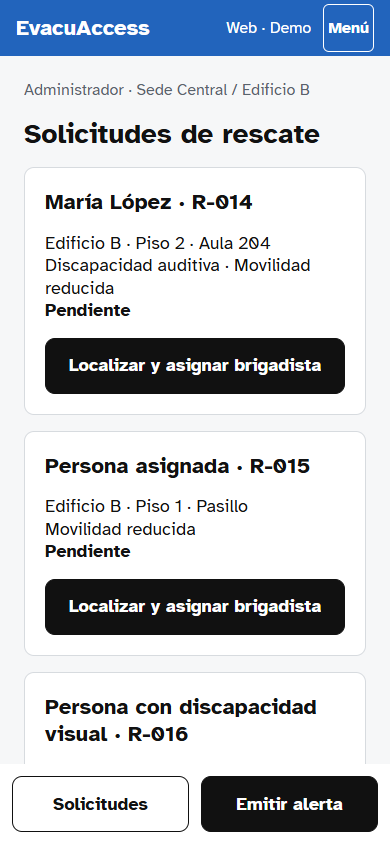 EvacuAccess
Web · Demo
Menú
Administrador · Sede Central / Edificio B
Solicitudes de rescate
María López · R-014
Edificio B · Piso 2 · Aula 204
Discapacidad auditiva · Movilidad
reducida
Pendiente
Localizar y asignar brigadista
Persona asignada · R-015
Edificio B · Piso 1 · Pasillo
Movilidad reducida
Pendiente
Localizar y asignar brigadista
Persona con discapacidad
visual · R-016
Solicitudes
Emitir alerta